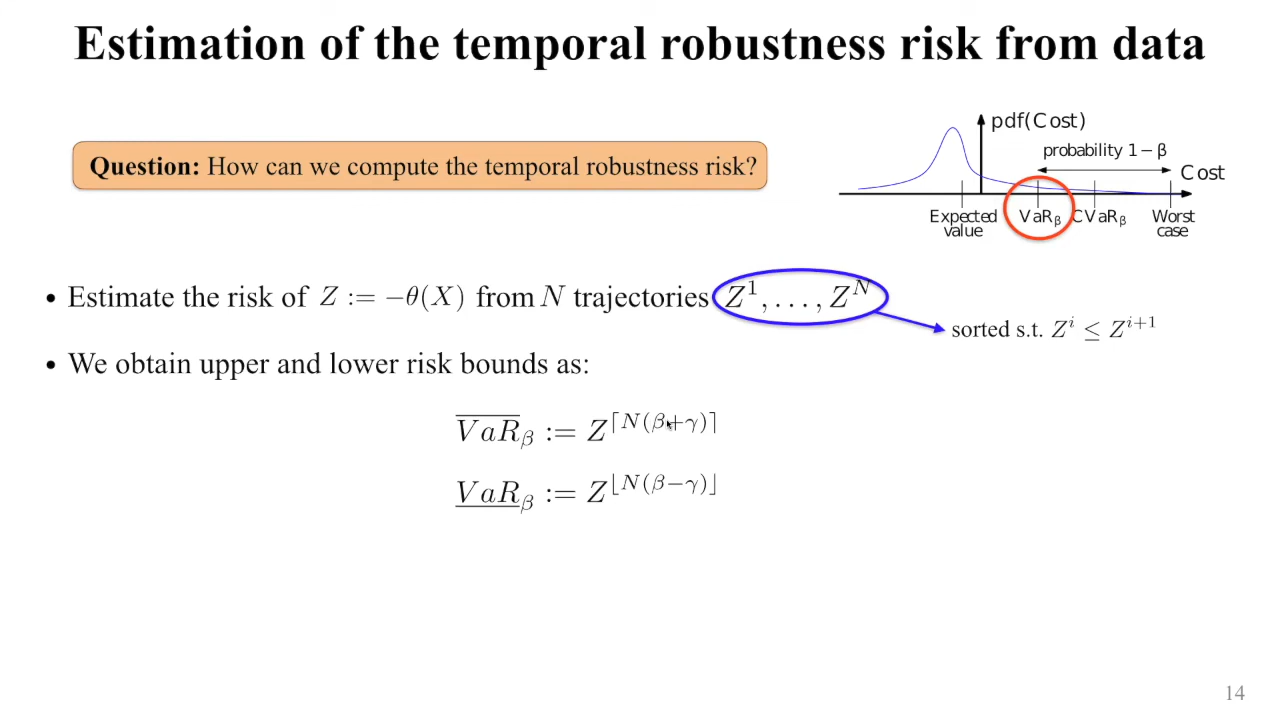 Estimation of the temporal robustness risk from data
Question: How can we compute the temporal robustness risk?
pdf(Cost)
probability 1 − β
Cost
Expected value
VaRβ
CVaRβ
Worst case
• Estimate the risk of Z := −θ(X) from N trajectories Z^1, . . . , Z^N
sorted s.t. Z^i ≤ Z^{i+1}
• We obtain upper and lower risk bounds as:
\overline{VaR}_β := Z^{⌈N(β+γ)⌉}
\underline{VaR}_β := Z^{⌊N(β−γ)⌋}
14